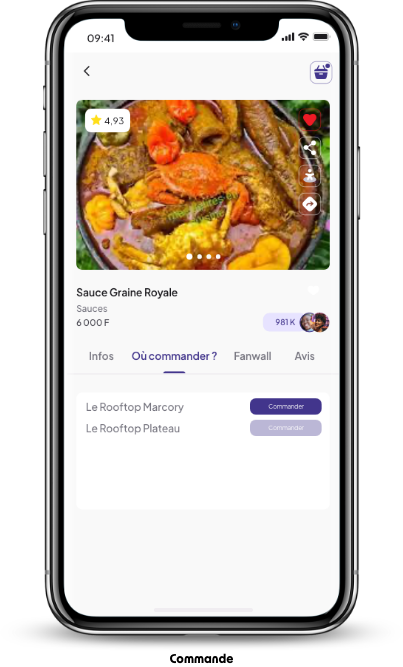 09:41
4,93
Sauce Graine Royale
Sauces
6 000 F
981 K
Infos
Où commander ?
Fanwall
Avis
Le Rooftop Marcory
Commander
Le Rooftop Plateau
Commander
Commande